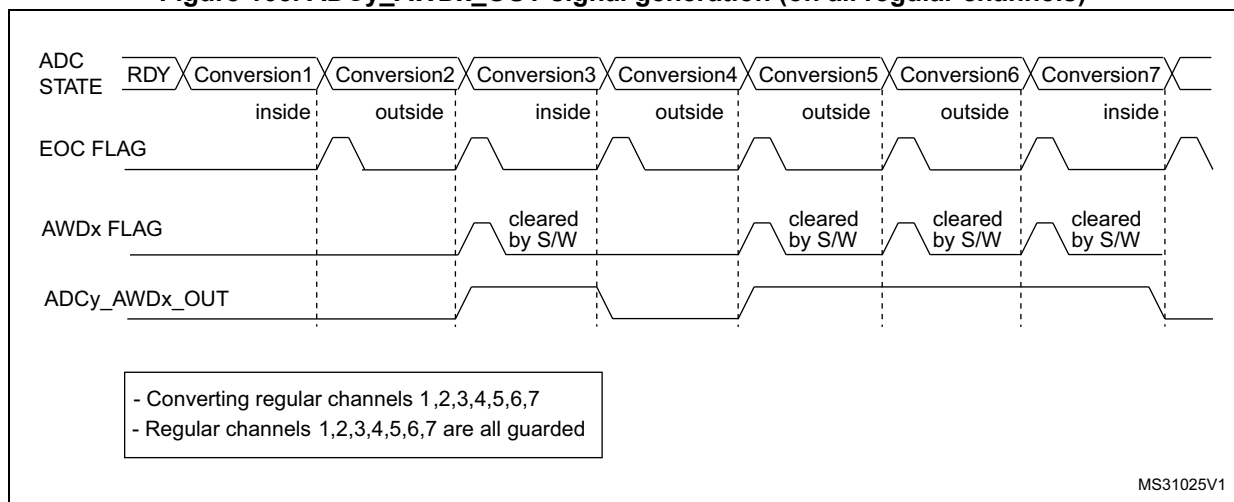 Figure 165. ADCy_AWDx_OUT signal generation (on all regular channels)
ADC
STATE
RDY Conversion1 Conversion2 Conversion3 Conversion4 Conversion5 Conversion6 Conversion7
inside outside inside outside outside outside inside
EOC FLAG
AWDx FLAG
cleared
by S/W
cleared
by S/W
cleared
by S/W
cleared
by S/W
ADCy_AWDx_OUT
- Converting regular channels 1,2,3,4,5,6,7
- Regular channels 1,2,3,4,5,6,7 are all guarded
MS31025V1